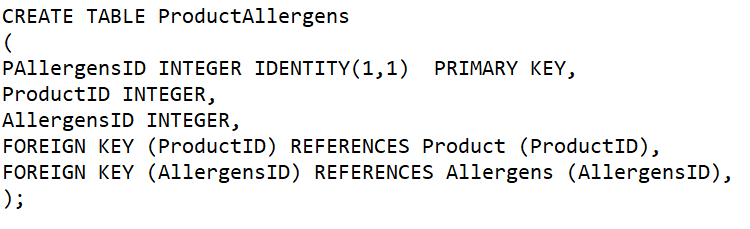 CREATE TABLE ProductAllergens
(
PAllergensID INTEGER IDENTITY(1,1)  PRIMARY KEY,
ProductID INTEGER,
AllergensID INTEGER,
FOREIGN KEY (ProductID) REFERENCES Product (ProductID),
FOREIGN KEY (AllergensID) REFERENCES Allergens (AllergensID),
);